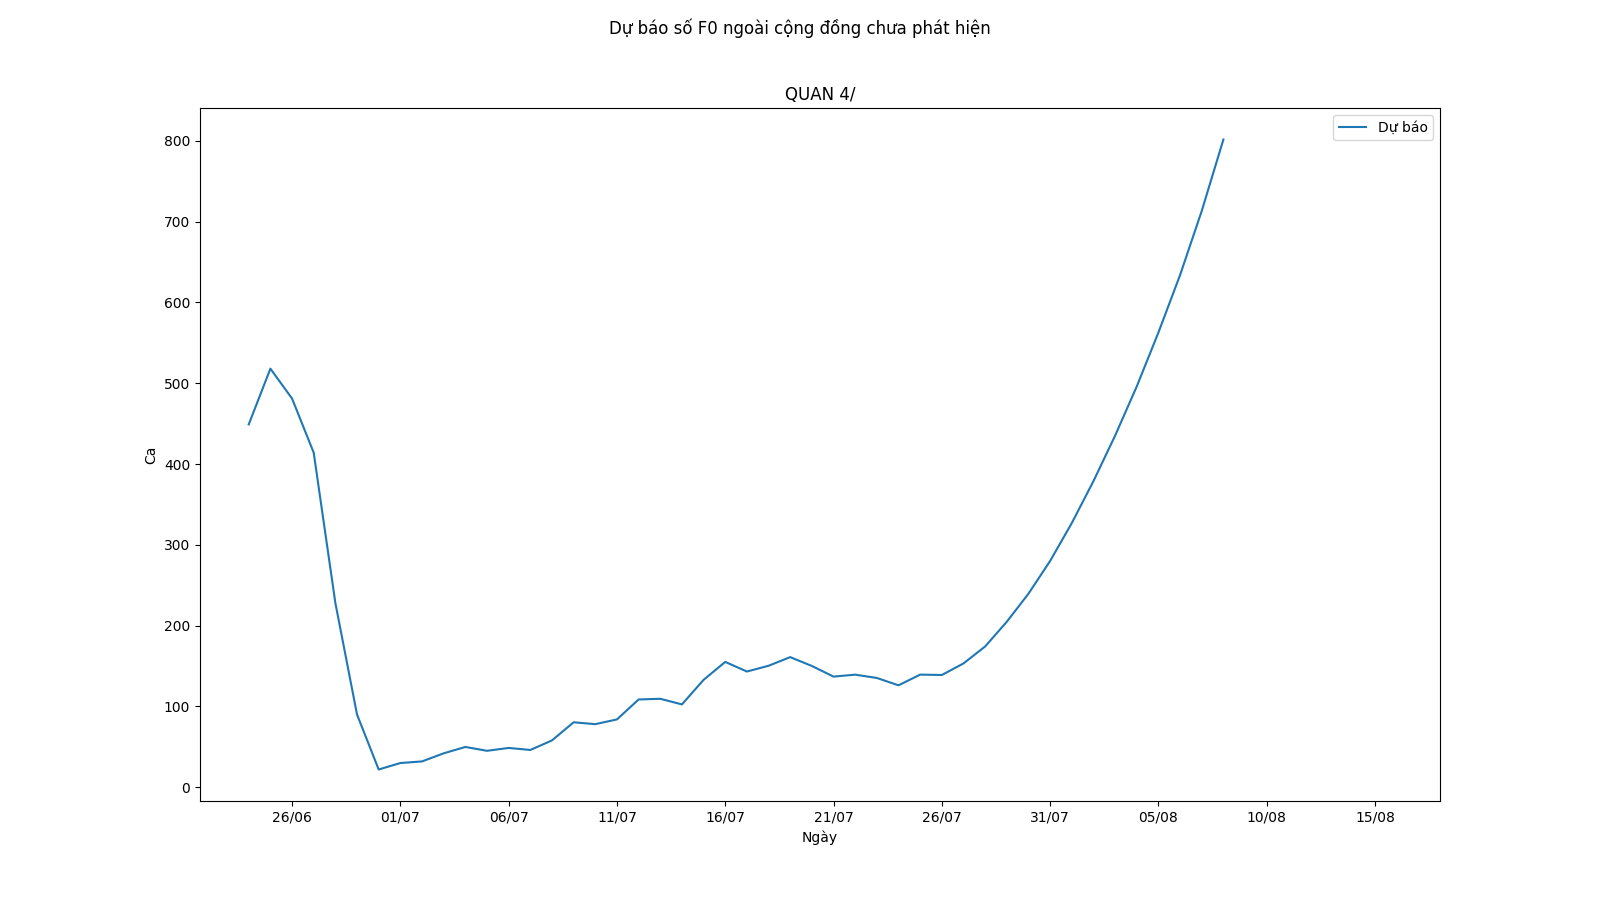 Dự báo số F0 ngoài cộng đồng chưa phát hiện
QUAN 4/
Dự báo
800
700
600
500
400
300
200
100
0
Ca
26/06 01/07 06/07 11/07 16/07 21/07 26/07 31/07 05/08 10/08 15/08
Ngày